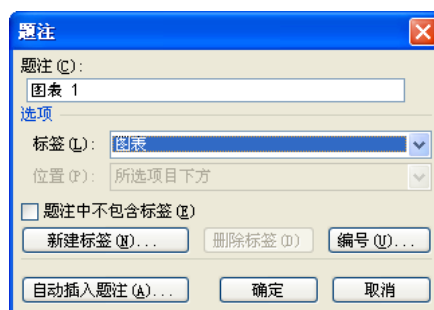 题注
题注(C):
图表 1
选项
标签(L): 图表
位置(P): 所选项目下方
题注中不包含标签(E)
新建标签(N)... 删除标签(D) 编号(U)...
自动插入题注(A)... 确定 取消